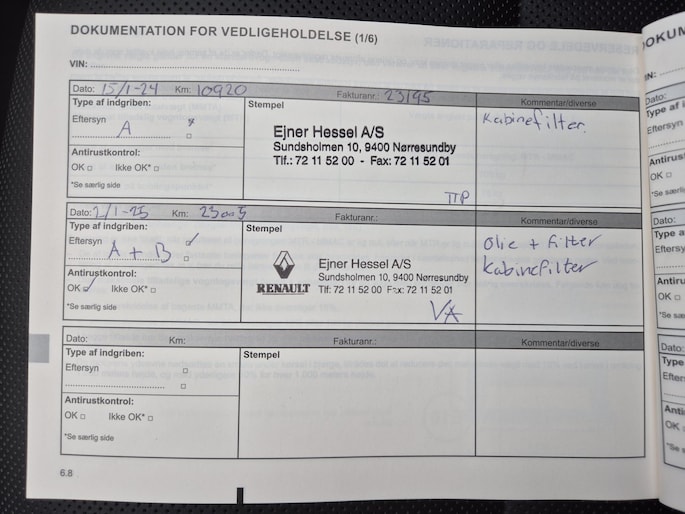 DOKUMENTATION FOR VEDLIGEHOLDELSE (1/6)
VIN: ........................................
Dato: 15/1-24 Km: 10920 Fakturanr.: 23195
Kommentar/diverse
Type af indgriben:
Stempel
Kabinefilter.
Eftersyn
A
Ejner Hessel A/S
Sundsholmen 10, 9400 Nørresundby
Tlf.: 72 11 52 00 - Fax: 72 11 52 01
Antirustkontrol:
OK □ Ikke OK* □
*Se særlig side
Dato: 2/1-25 Km: Fakturanr.:
Kommentar/diverse
Type af indgriben:
Stempel
Olie + filter
Kabinefilter
Eftersyn
A + B
Ejner Hessel A/S
Sundsholmen 10, 9400 Nørresundby
RENAULT Tlf: 72 11 52 00 Fax: 72 11 52 01
VA
Antirustkontrol:
OK ✓ Ikke OK* □
*Se særlig side
Dato: Km: Fakturanr.:
Kommentar/diverse
Type af indgriben:
Stempel
Eftersyn
Antirustkontrol:
OK □ Ikke OK* □
*Se særlig side
6.8